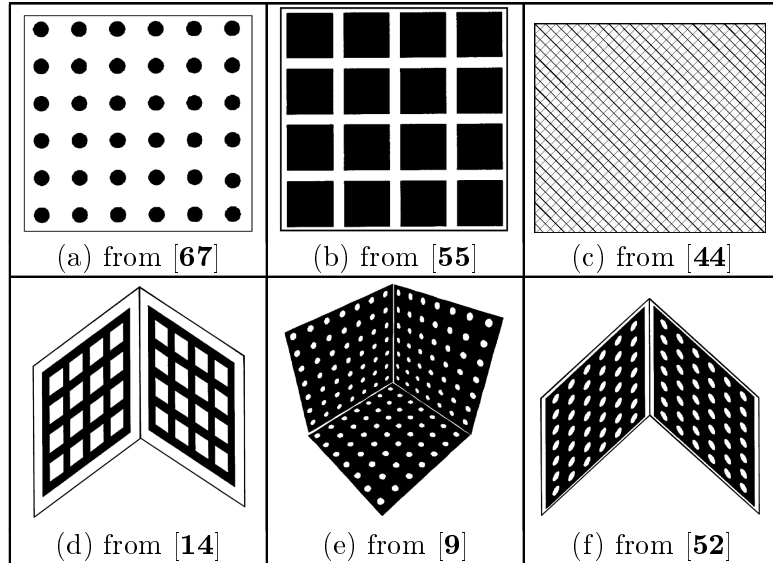 (a) from [67]
(b) from [55]
(c) from [44]
(d) from [14]
(e) from [9]
(f) from [52]